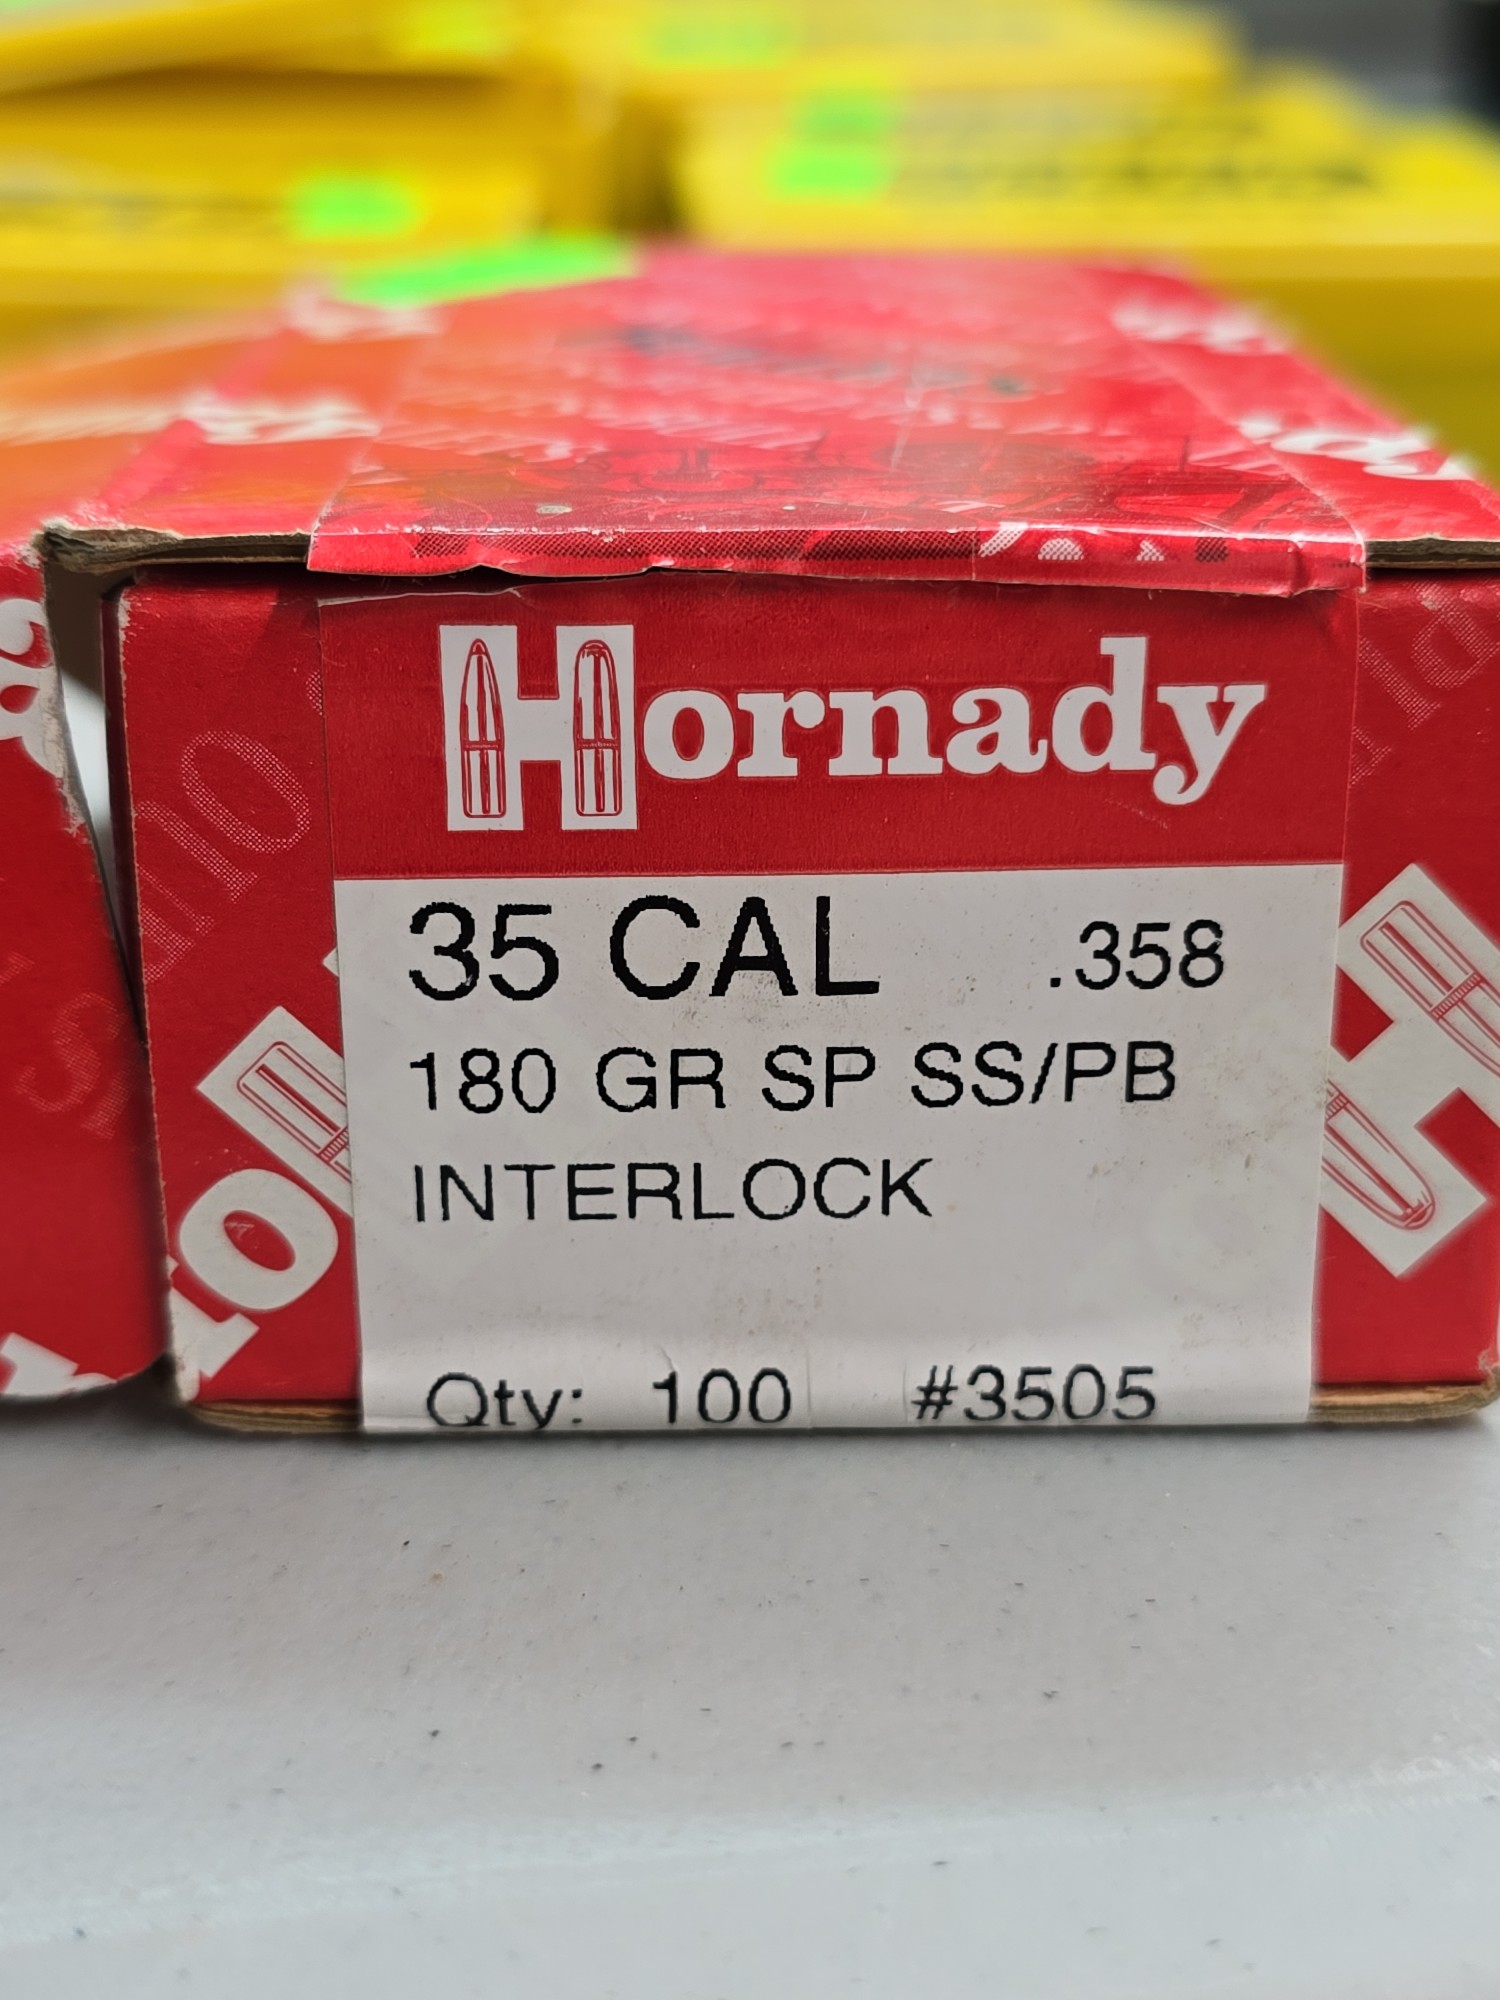 Hornady
35 CAL .358
180 GR SP SS/PB
INTERLOCK
Qty: 100 #3505